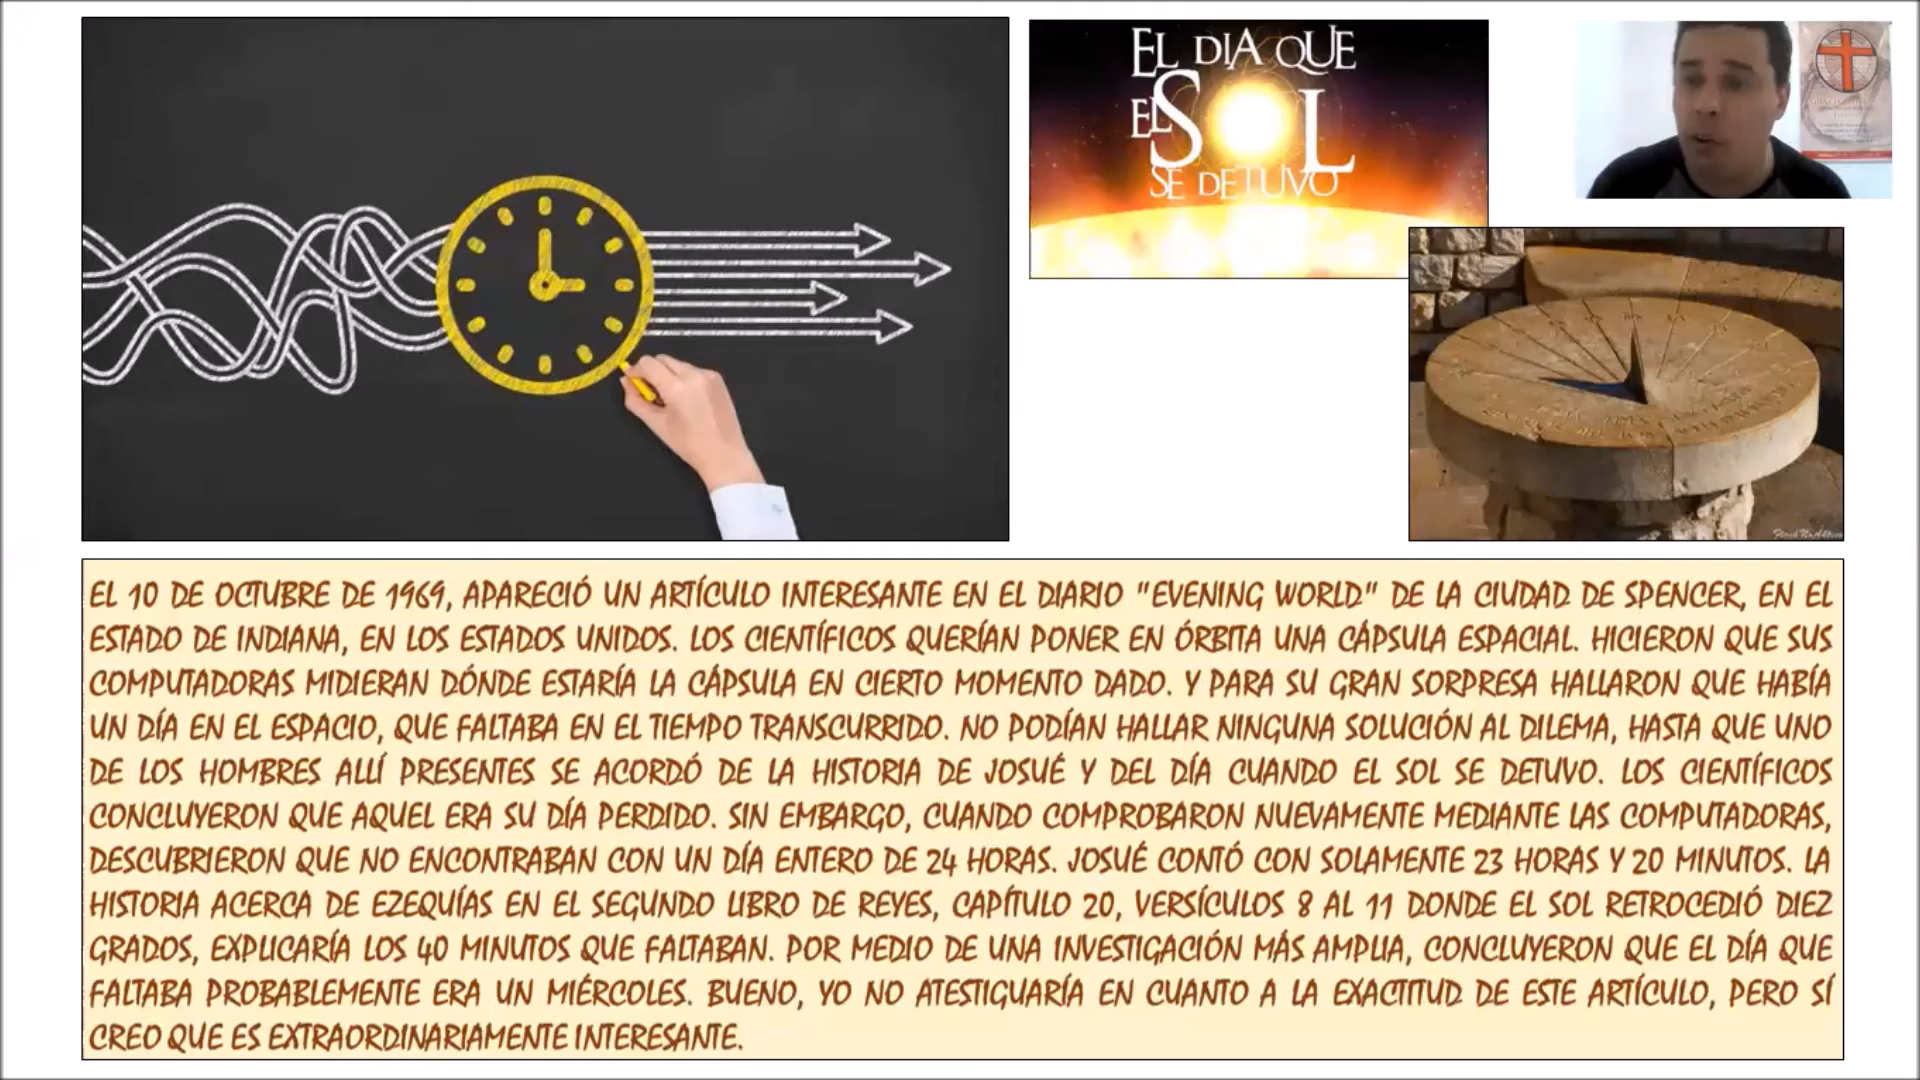 EL DIA QUE
EL SOL
SE DETUVO
EL 10 DE OCTUBRE DE 1969, APARECIÓ UN ARTÍCULO INTERESANTE EN EL DIARIO "EVENING WORLD" DE LA CIUDAD DE SPENCER, EN EL
ESTADO DE INDIANA, EN LOS ESTADOS UNIDOS. LOS CIENTÍFICOS QUERÍAN PONER EN ÓRBITA UNA CÁPSULA ESPACIAL. HICIERON QUE SUS
COMPUTADORAS MIDIERAN DÓNDE ESTARÍA LA CÁPSULA EN CIERTO MOMENTO DADO. Y PARA SU GRAN SORPRESA HALLARON QUE HABÍA
UN DÍA EN EL ESPACIO, QUE FALTABA EN EL TIEMPO TRANSCURRIDO. NO PODÍAN HALLAR NINGUNA SOLUCIÓN AL DILEMA, HASTA QUE UNO
DE LOS HOMBRES ALLÍ PRESENTES SE ACORDÓ DE LA HISTORIA DE JOSUÉ Y DEL DÍA CUANDO EL SOL SE DETUVO. LOS CIENTÍFICOS
CONCLUYERON QUE AQUEL ERA SU DÍA PERDIDO. SIN EMBARGO, CUANDO COMPROBARON NUEVAMENTE MEDIANTE LAS COMPUTADORAS,
DESCUBRIERON QUE NO ENCONTRABAN CON UN DÍA ENTERO DE 24 HORAS. JOSUÉ CONTÓ CON SOLAMENTE 23 HORAS Y 20 MINUTOS. LA
HISTORIA ACERCA DE EZEQUÍAS EN EL SEGUNDO LIBRO DE REYES, CAPÍTULO 20, VERSÍCULOS 8 AL 11 DONDE EL SOL RETROCEDIÓ DIEZ
GRADOS, EXPLICARÍA LOS 40 MINUTOS QUE FALTABAN. POR MEDIO DE UNA INVESTIGACIÓN MÁS AMPLIA, CONCLUYERON QUE EL DÍA QUE
FALTABA PROBABLEMENTE ERA UN MIÉRCOLES. BUENO, YO NO ATESTIGUARÍA EN CUANTO A LA EXACTITUD DE ESTE ARTÍCULO, PERO SÍ
CREO QUE ES EXTRAORDINARIAMENTE INTERESANTE.